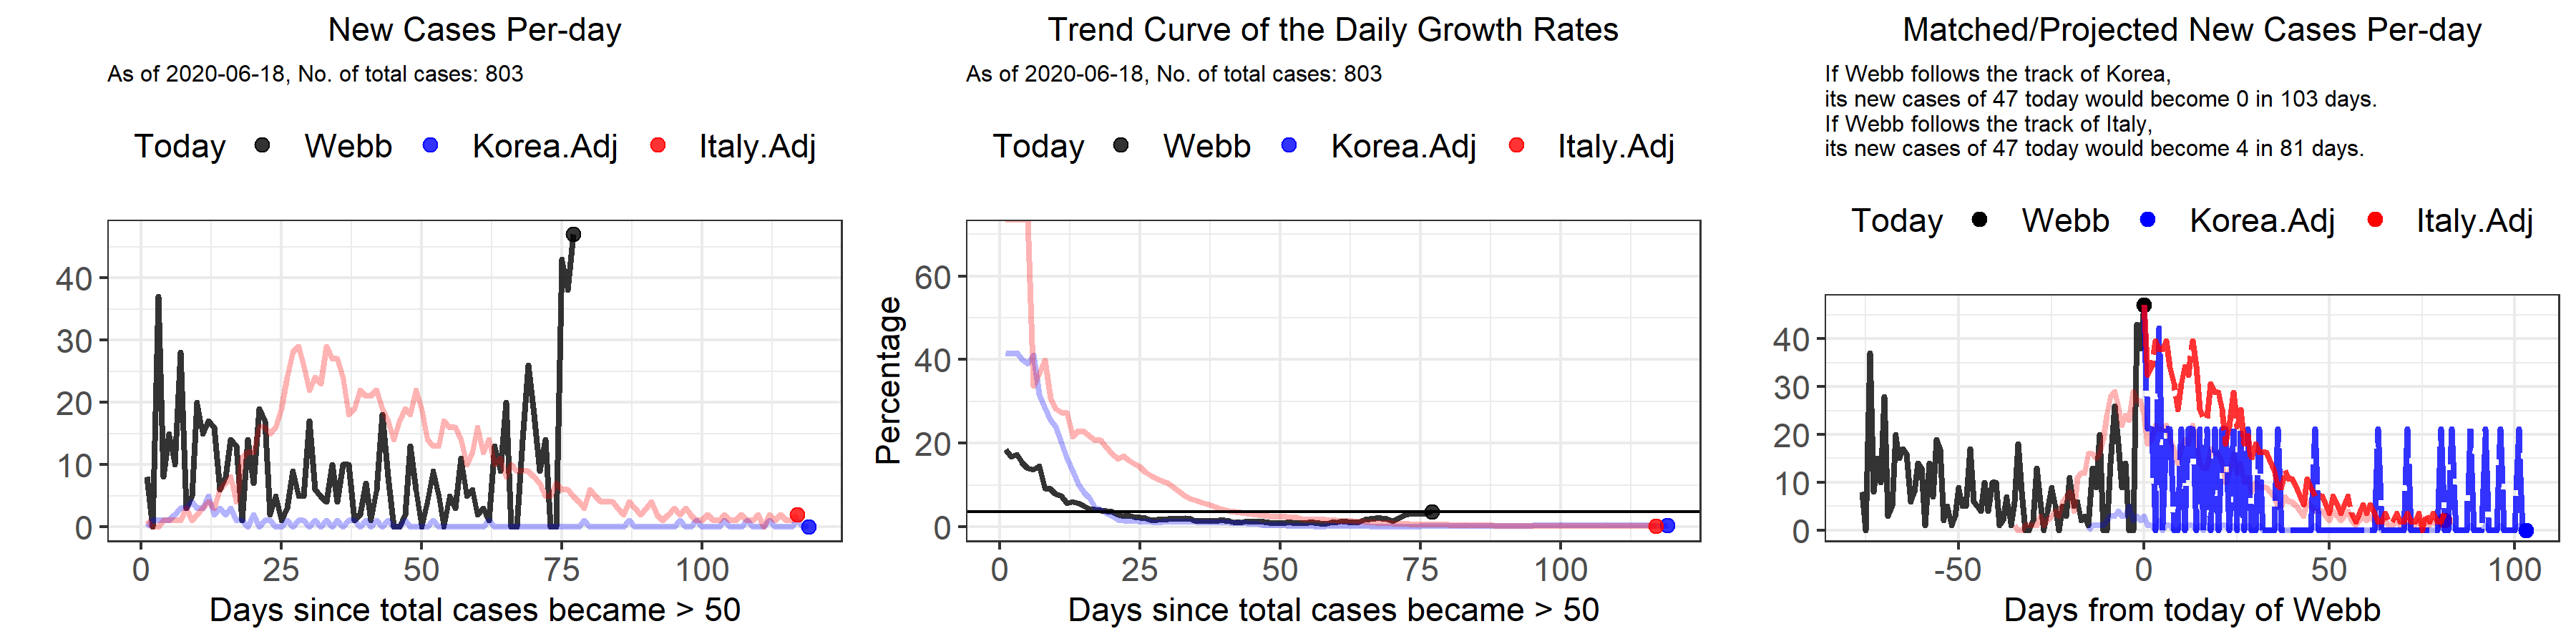 New Cases Per-day
As of 2020-06-18, No. of total cases: 803
Today Webb Korea.Adj Italy.Adj
40
30
20
10
0
0 25 50 75 100
Days since total cases became > 50
Trend Curve of the Daily Growth Rates
As of 2020-06-18, No. of total cases: 803
Today Webb Korea.Adj Italy.Adj
Percentage
60
40
20
0
0 25 50 75 100
Days since total cases became > 50
Matched/Projected New Cases Per-day
If Webb follows the track of Korea,
its new cases of 47 today would become 0 in 103 days.
If Webb follows the track of Italy,
its new cases of 47 today would become 4 in 81 days.
Today Webb Korea.Adj Italy.Adj
40
30
20
10
0
-50 0 50 100
Days from today of Webb